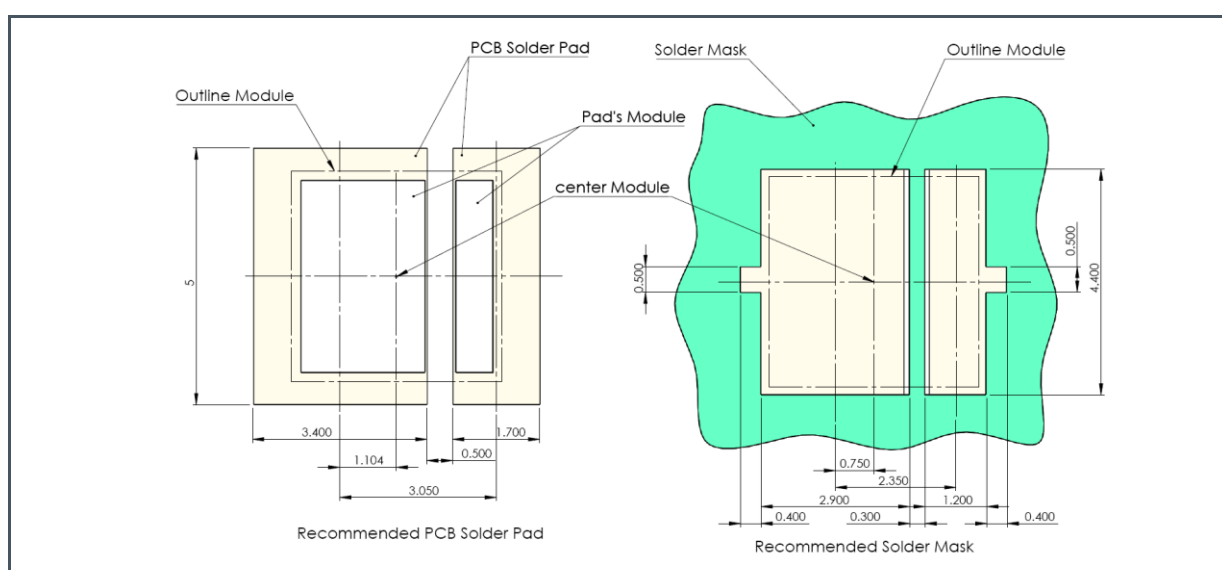 PCB Solder Pad
Solder Mask
Outline Module
Outline Module
Pad's Module
center Module
5
0.500
0.500
4.400
3.400
1.700
1.104
0.500
3.050
0.750
2.350
2.900
1.200
0.400
0.300
0.400
Recommended PCB Solder Pad
Recommended Solder Mask